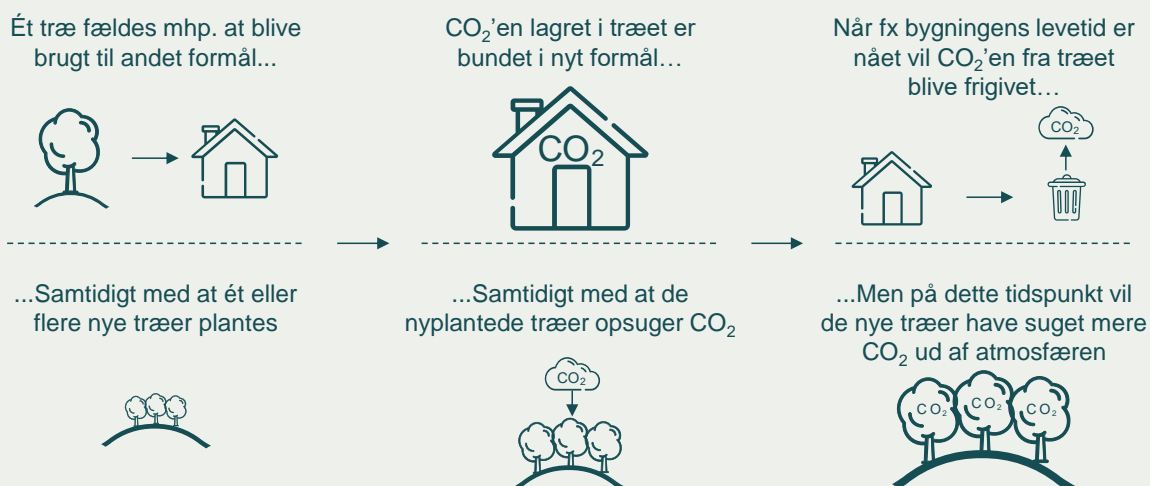 Ét træ fældes mhp. at blive
brugt til andet formål...
CO₂'en lagret i træet er
bundet i nyt formål…
CO₂
Når fx bygningens levetid er
nået vil CO₂'en fra træet
blive frigivet…
CO₂
...Samtidigt med at ét eller
flere nye træer plantes
...Samtidigt med at de
nyplantede træer opsuger CO₂
CO₂
...Men på dette tidspunkt vil
de nye træer have suget mere
CO₂ ud af atmosfæren
CO₂ CO₂ CO₂